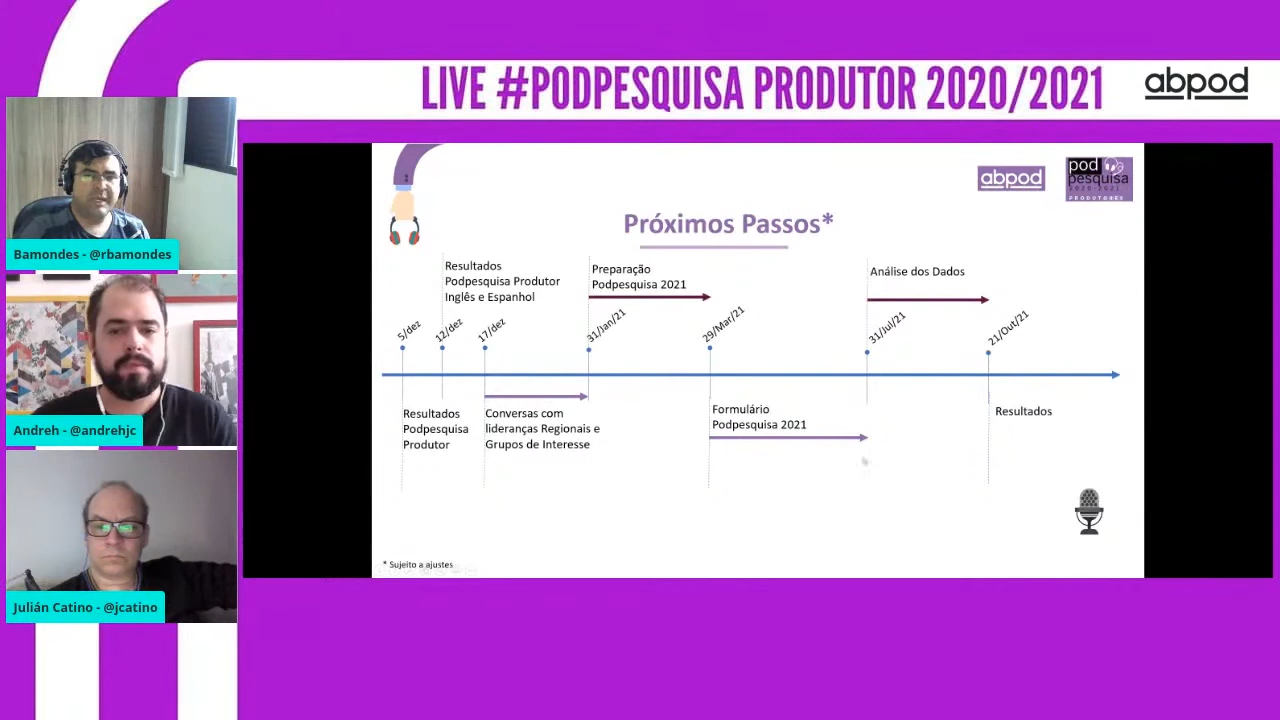 LIVE #PODPESQUISA PRODUTOR 2020/2021
abpod
Bamondes - @rbamondes
Andreh - @andrehjc
Julián Catino - @jcatino
abpod
pod
pesquisa
2020-2021
PRODUTORES
Próximos Passos*
Resultados
Podpesquisa Produtor
Inglês e Espanhol
Preparação
Podpesquisa 2021
Análise dos Dados
5/dez
12/dez
17/dez
31/Jan/21
29/Mar/21
31/Jul/21
21/Out/21
Resultados
Podpesquisa
Produtor
Conversas com
lideranças Regionais e
Grupos de Interesse
Formulário
Podpesquisa 2021
Resultados
* Sujeito a ajustes